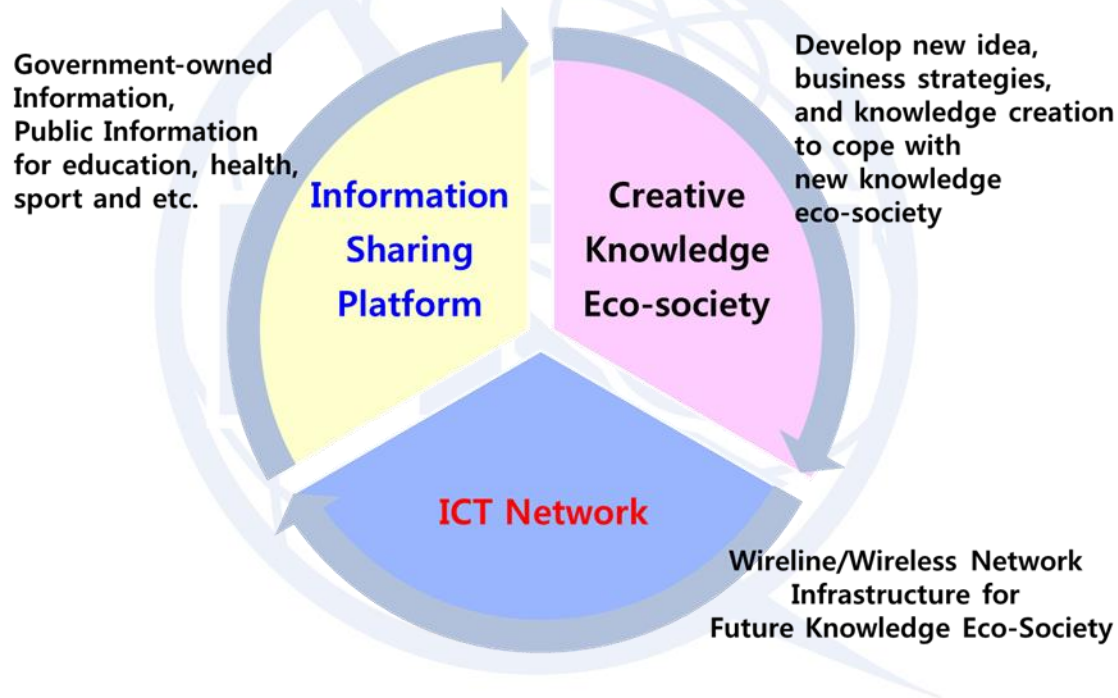 Government-owned
Information,
Public Information
for education, health,
sport and etc.
Information
Sharing
Platform
Creative
Knowledge
Eco-society
Develop new idea,
business strategies,
and knowledge creation
to cope with
new knowledge
eco-society
ICT Network
Wireline/Wireless Network
Infrastructure for
Future Knowledge Eco-Society